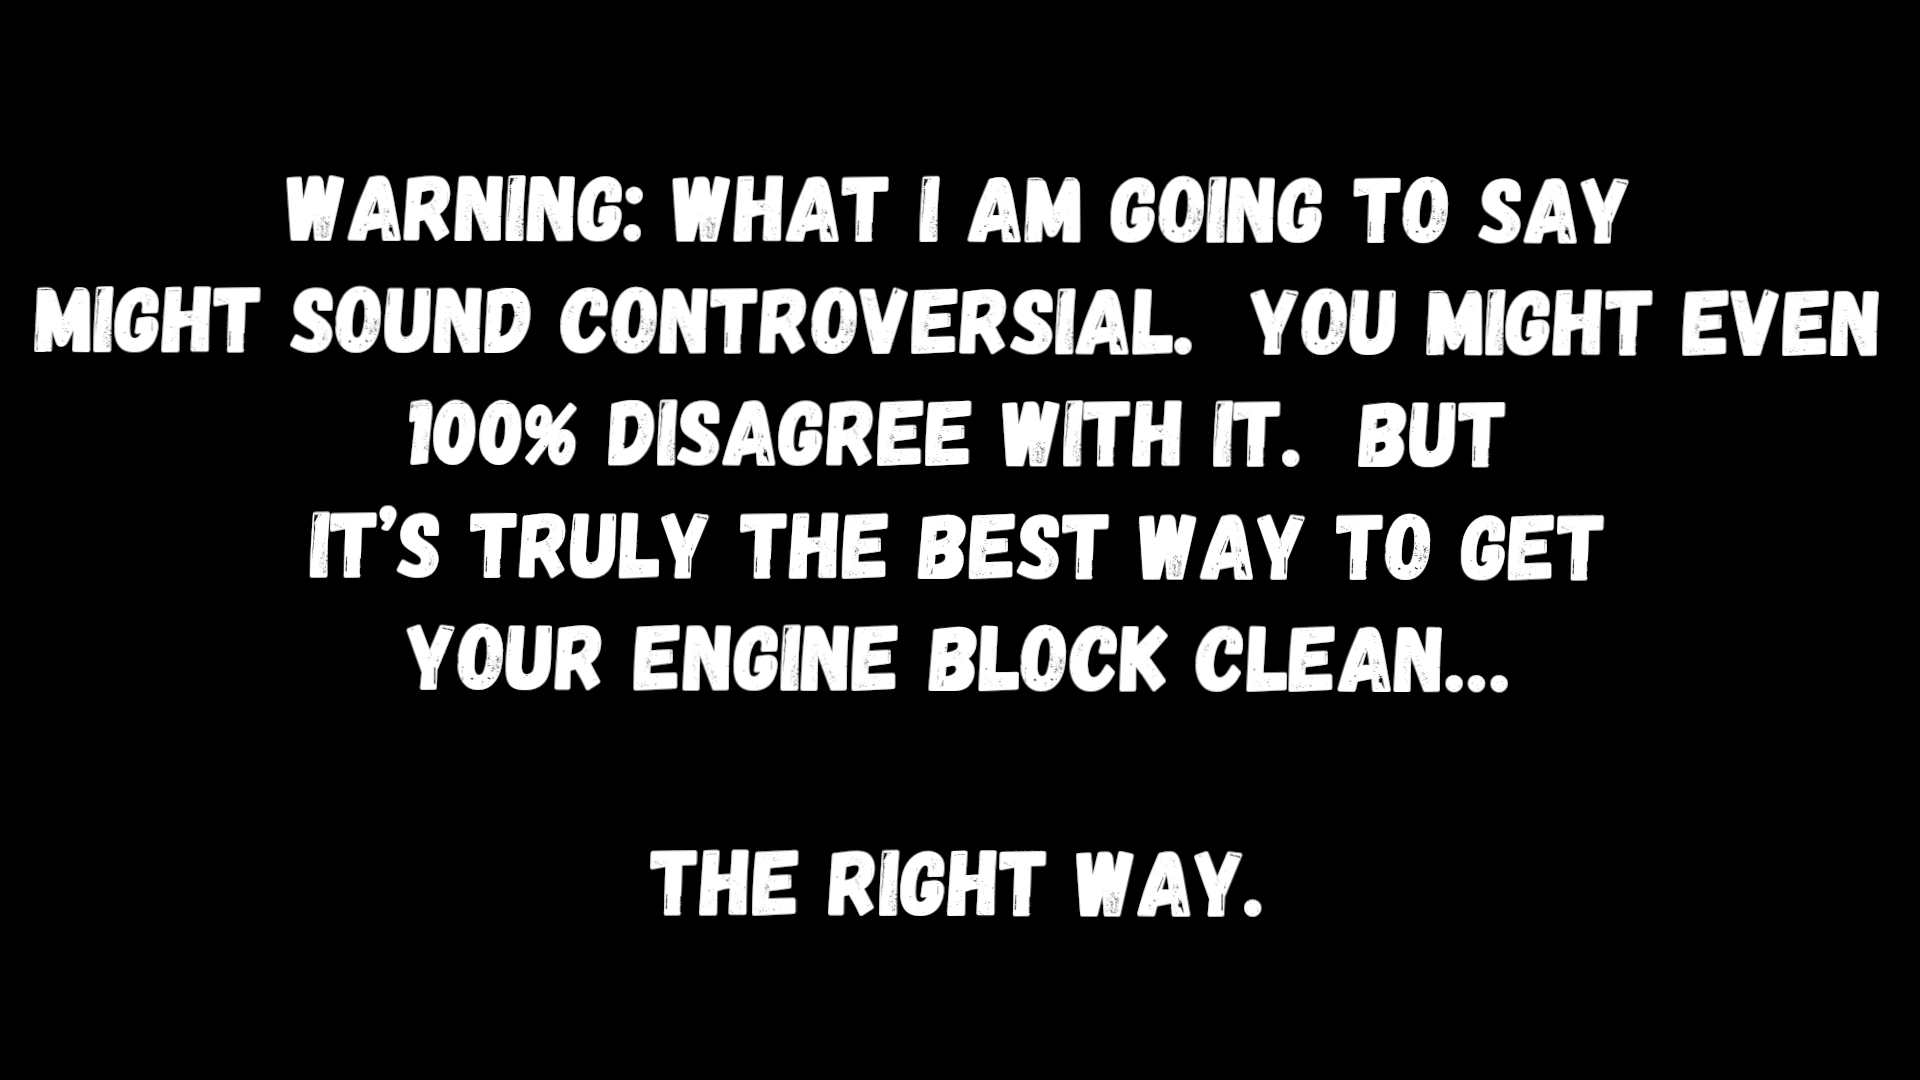 WARNING: WHAT I AM GOING TO SAY
MIGHT SOUND CONTROVERSIAL. YOU MIGHT EVEN
100% DISAGREE WITH IT. BUT
IT'S TRULY THE BEST WAY TO GET
YOUR ENGINE BLOCK CLEAN...
THE RIGHT WAY.